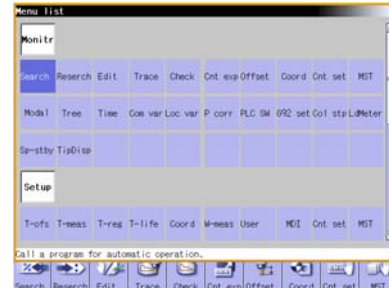 Menu list
Monitr
Search Reserch Edit Trace Check Cnt exp Offset Coord Cnt set MST
Modal Tree Time Com var Loc var P corr PLC SW G92 set Col stp LdMeter
Sp-stby TipDisp
Setup
T-ofs T-meas T-reg T-life Coord W-meas User MDI Cnt set MST
Call a program for automatic operation.
Search Reserch Edit Trace Check Cnt exp Offset Coord Cnt set MST